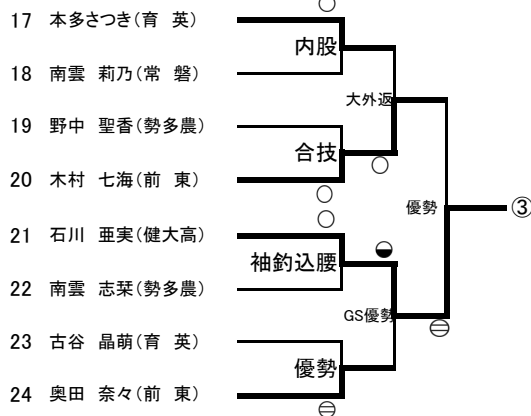 17 本多さつき(育 英)
内股
18 南雲 莉乃(常 磐)
大外返
19 野中 聖香(勢多農)
合技
20 木村 七海(前 東)
優勢
③
21 石川 亜実(健大高)
袖釣込腰
22 南雲 志栞(勢多農)
GS優勢
23 古谷 晶萌(育 英)
優勢
24 奥田 奈々(前 東)